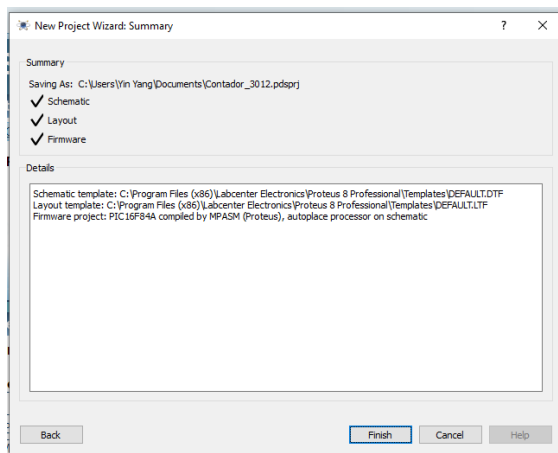 New Project Wizard: Summary
Summary
Saving As: C:\Users\Yin Yang\Documents\Contador_3012.pdsprj
Schematic
Layout
Firmware
Details
Schematic template: C:\Program Files (x86)\Labcenter Electronics\Proteus 8 Professional\Templates\DEFAULT.DTF
Layout template: C:\Program Files (x86)\Labcenter Electronics\Proteus 8 Professional\Templates\DEFAULT.LTF
Firmware project: PIC16F84A compiled by MPASM (Proteus), autoplace processor on schematic
Back
Finish
Cancel
Help